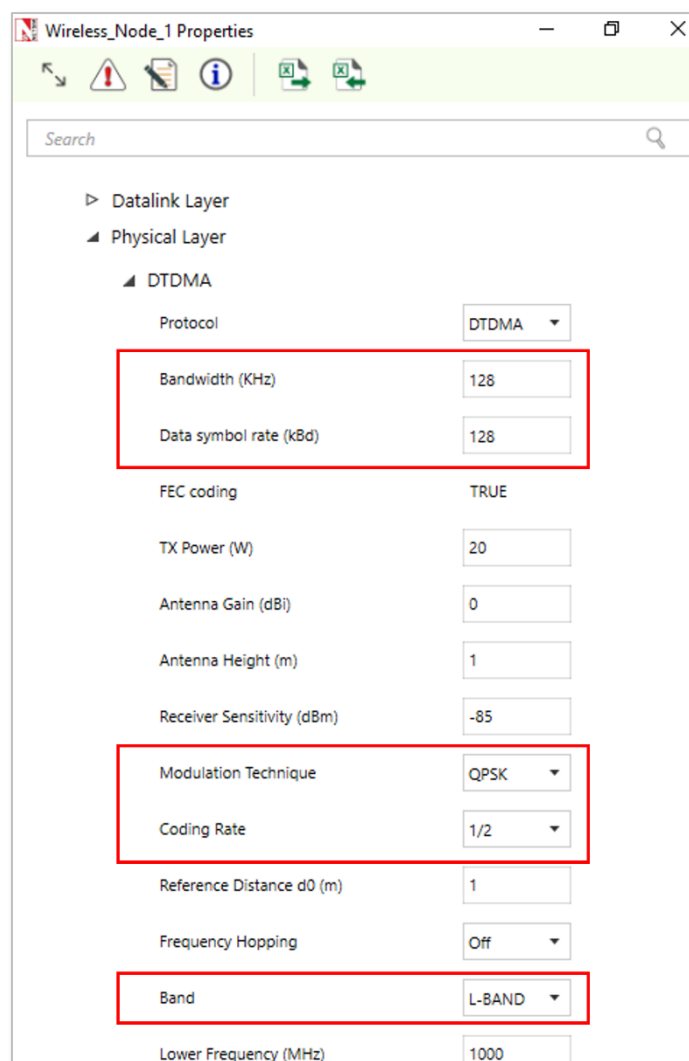 Wireless_Node_1 Properties
Search
Datalink Layer
Physical Layer
DTDMA
Protocol DTDMA
Bandwidth (KHz) 128
Data symbol rate (kBd) 128
FEC coding TRUE
TX Power (W) 20
Antenna Gain (dBi) 0
Antenna Height (m) 1
Receiver Sensitivity (dBm) -85
Modulation Technique QPSK
Coding Rate 1/2
Reference Distance d0 (m) 1
Frequency Hopping Off
Band L-BAND
Lower Frequency (MHz) 1000